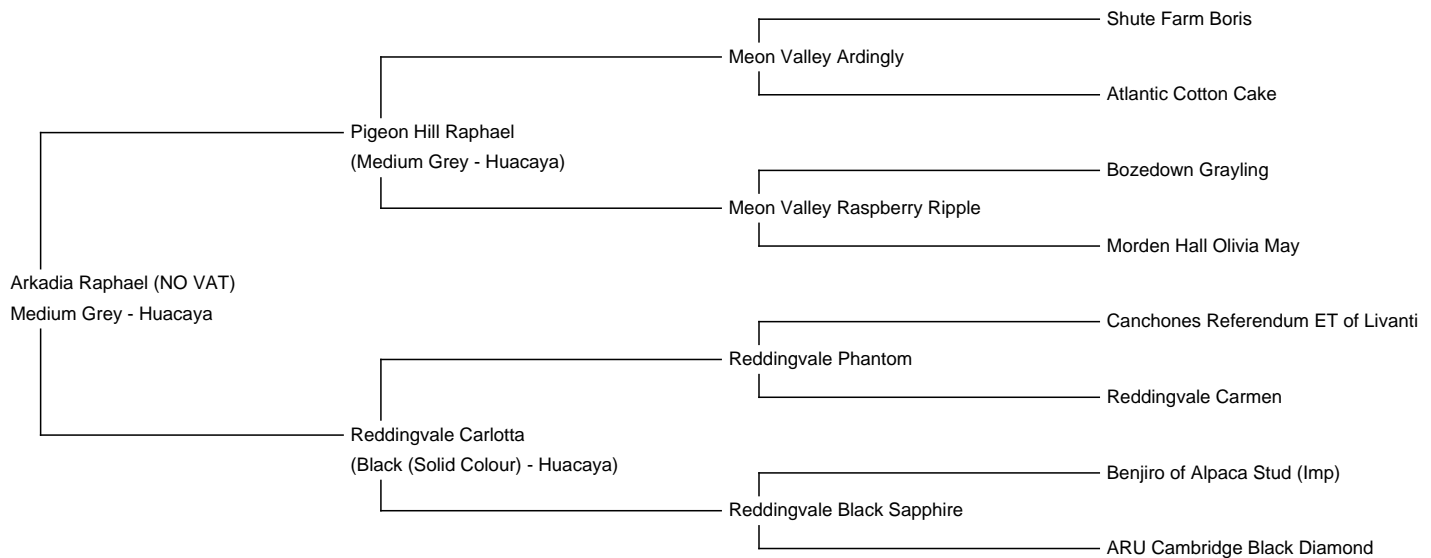 Shute Farm Boris
Meon Valley Ardingly
Atlantic Cotton Cake
Pigeon Hill Raphael
(Medium Grey - Huacaya)
Bozedown Grayling
Meon Valley Raspberry Ripple
Morden Hall Olivia May
Arkadia Raphael (NO VAT)
Medium Grey - Huacaya
Canchones Referendum ET of Livanti
Reddingvale Phantom
Reddingvale Carmen
Reddingvale Carlotta
(Black (Solid Colour) - Huacaya)
Benjiro of Alpaca Stud (Imp)
Reddingvale Black Sapphire
ARU Cambridge Black Diamond